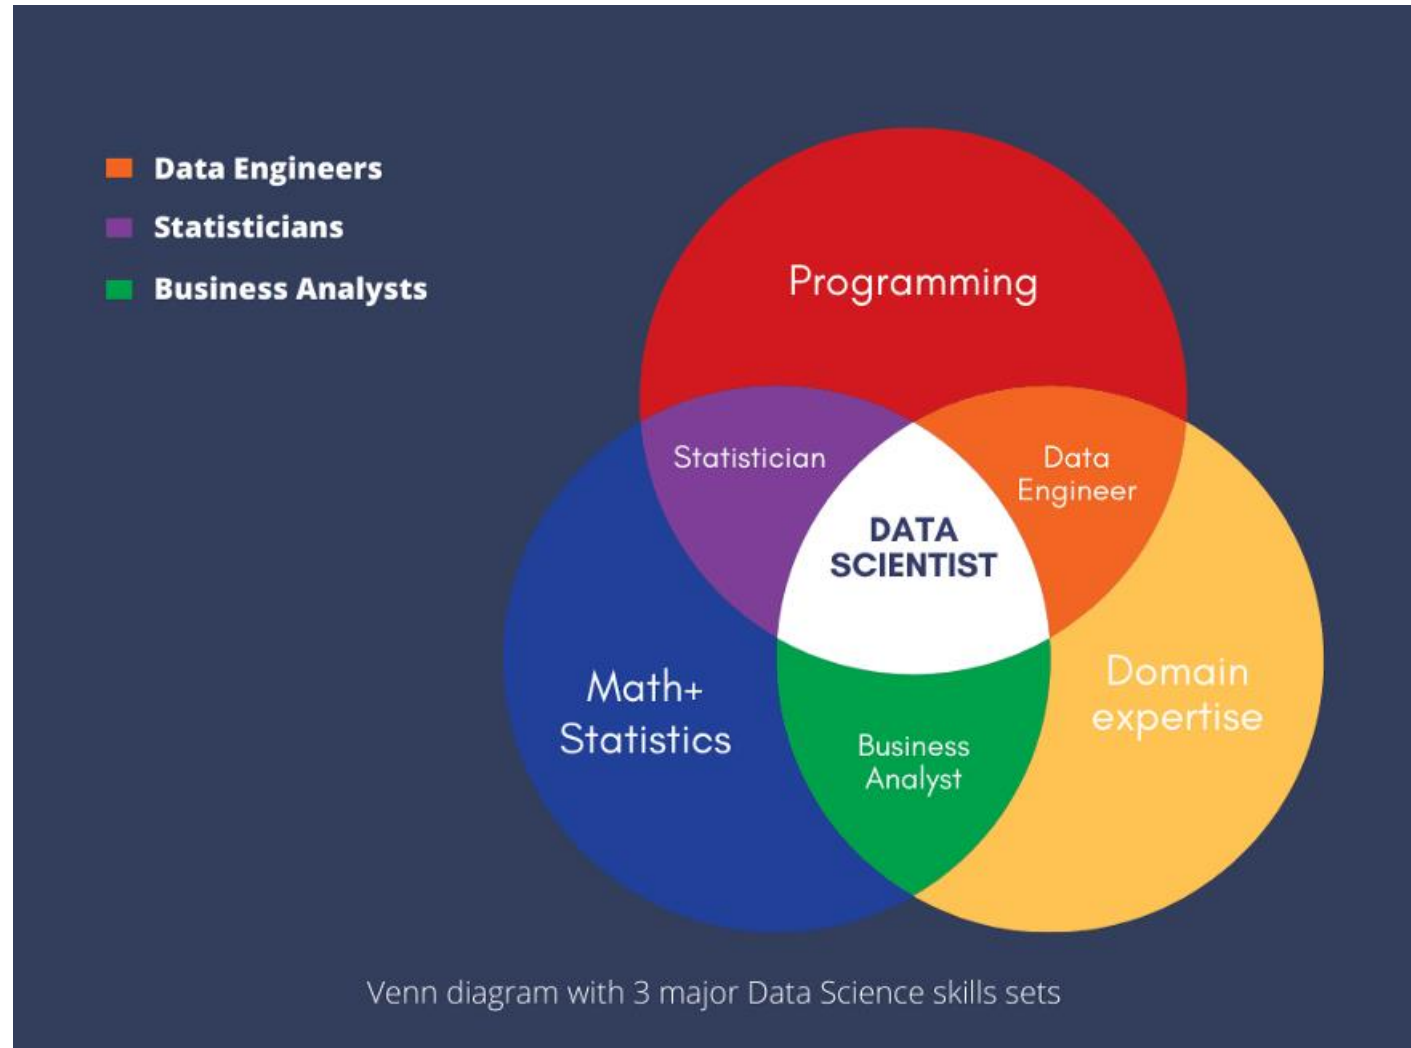 Data Engineers
Statisticians
Business Analysts
Programming
Statistician
Data
Engineer
DATA
SCIENTIST
Math+
Statistics
Domain
expertise
Business
Analyst
Venn diagram with 3 major Data Science skills sets